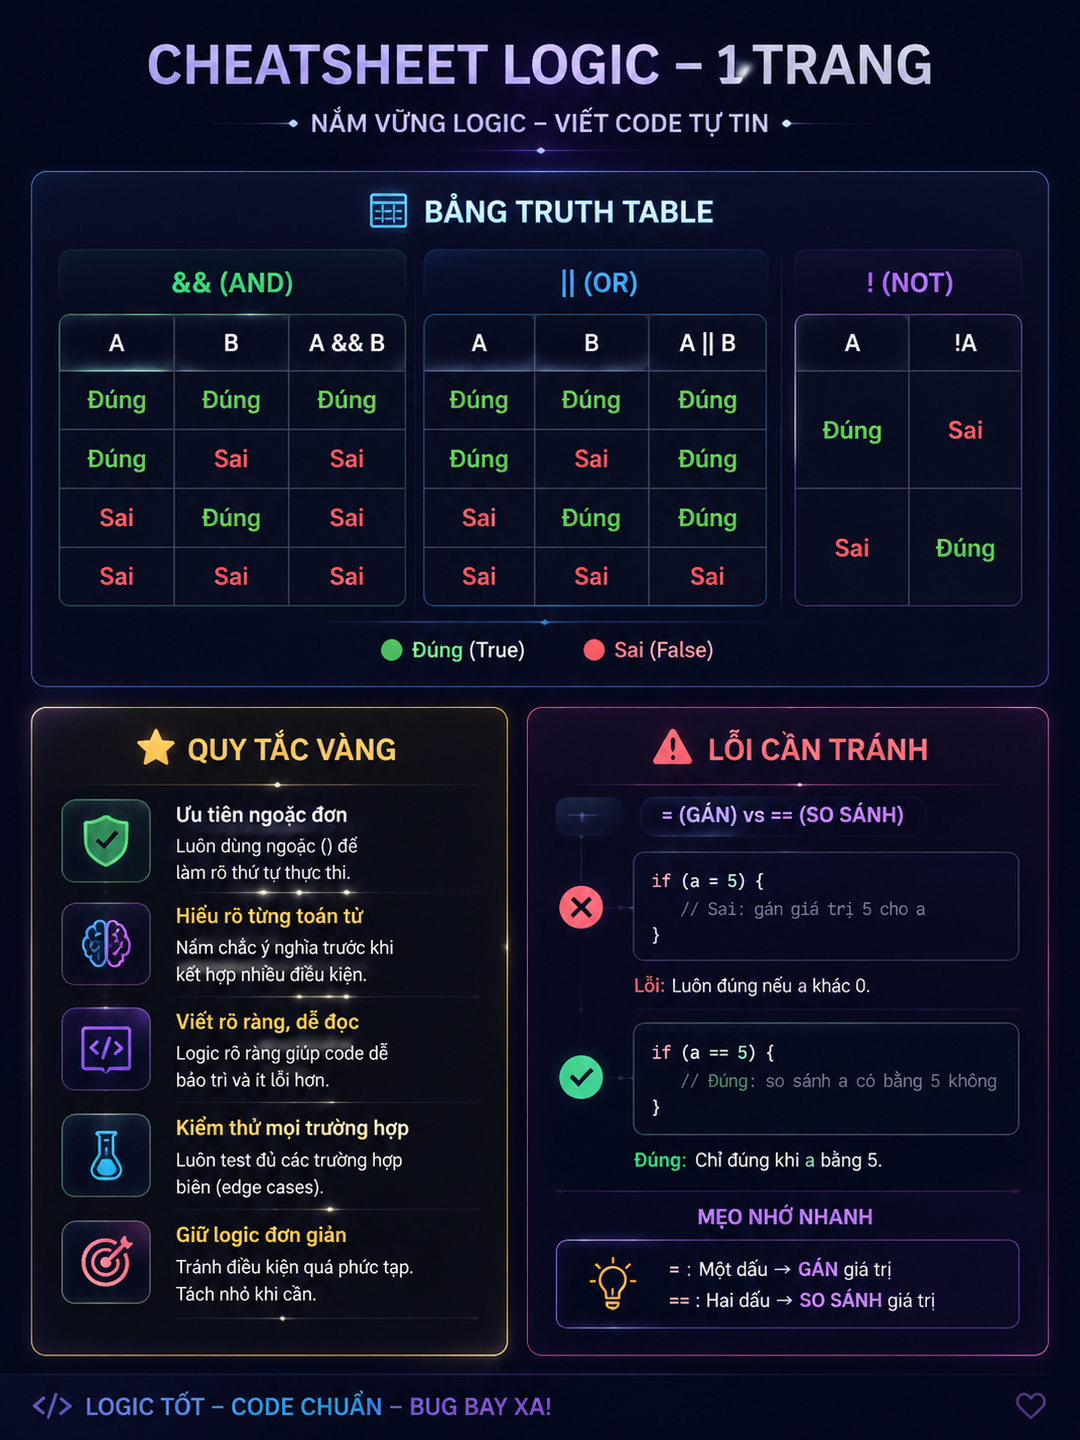 CHEATSHEET LOGIC – 1 TRANG
NẮM VỮNG LOGIC – VIẾT CODE TỰ TIN
BẢNG TRUTH TABLE
&& (AND)
A B A && B
Đúng Đúng Đúng
Đúng Sai Sai
Sai Đúng Sai
Sai Sai Sai
|| (OR)
A B A || B
Đúng Đúng Đúng
Đúng Sai Đúng
Sai Đúng Đúng
Sai Sai Sai
! (NOT)
A !A
Đúng Sai
Sai Đúng
Đúng (True) Sai (False)
QUY TẮC VÀNG
Ưu tiên ngoặc đơn
Luôn dùng ngoặc () để
làm rõ thứ tự thực thi.
Hiểu rõ từng toán tử
Nắm chắc ý nghĩa trước khi
kết hợp nhiều điều kiện.
Viết rõ ràng, dễ đọc
Logic rõ ràng giúp code dễ
bảo trì và ít lỗi hơn.
Kiểm thử mọi trường hợp
Luôn test đủ các trường hợp
biên (edge cases).
Giữ logic đơn giản
Tránh điều kiện quá phức tạp.
Tách nhỏ khi cần.
LỖI CẦN TRÁNH
= (GÁN) vs == (SO SÁNH)
if (a = 5) {
// Sai: gán giá trị 5 cho a
}
Lỗi: Luôn đúng nếu a khác 0.
if (a == 5) {
// Đúng: so sánh a có bằng 5 không
}
Đúng: Chỉ đúng khi a bằng 5.
MẸO NHỚ NHANH
= : Một dấu → GÁN giá trị
== : Hai dấu → SO SÁNH giá trị
</> LOGIC TỐT – CODE CHUẨN – BUG BAY XA!